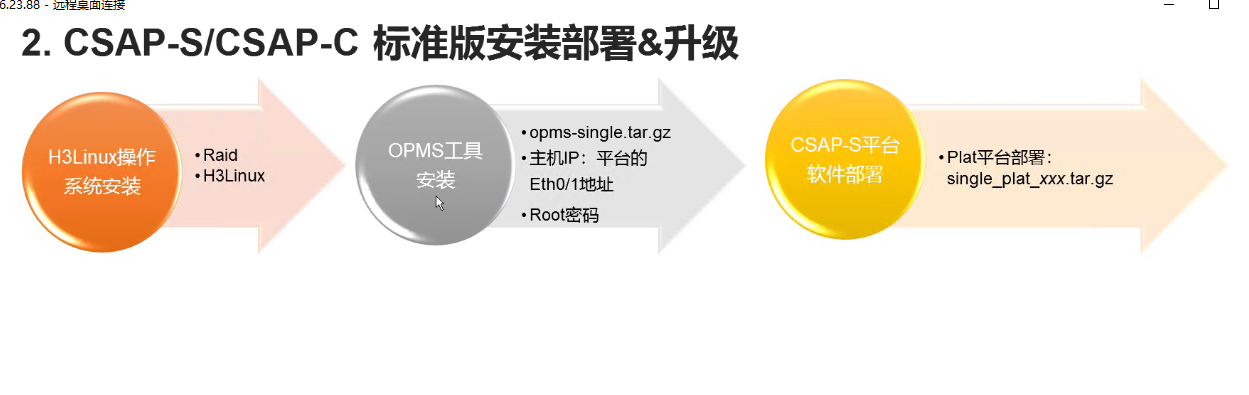 6.23.88 - 远程桌面连接
2. CSAP-S/CSAP-C 标准版安装部署&升级
H3Linux操作
系统安装
•Raid
•H3Linux
OPMS工具
安装
•opms-single.tar.gz
•主机IP：平台的
Eth0/1地址
•Root密码
CSAP-S平台
软件部署
•Plat平台部署：
single_plat_xxx.tar.gz